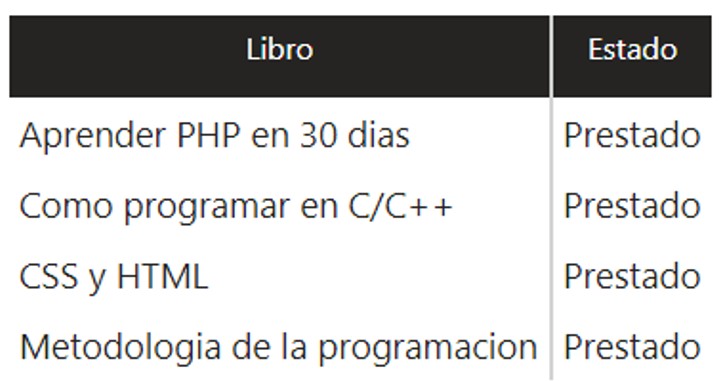 Libro Estado
Aprender PHP en 30 dias Prestado
Como programar en C/C++ Prestado
CSS y HTML Prestado
Metodologia de la programacion Prestado